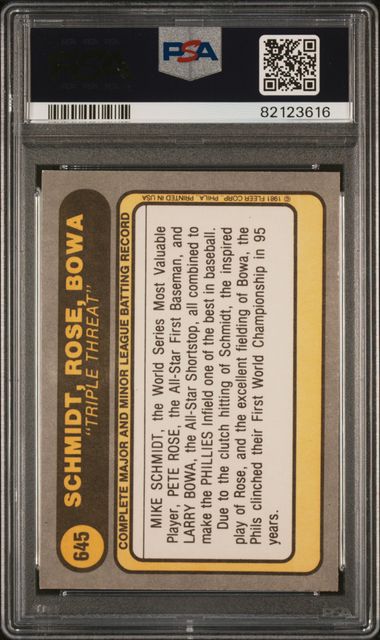 PSA
82123616
645
SCHMIDT, ROSE, BOWA
"TRIPLE THREAT"
COMPLETE MAJOR AND MINOR LEAGUE BATTING RECORD
MIKE SCHMIDT, the World Series Most Valuable
Player, PETE ROSE, the All-Star First Baseman, and
LARRY BOWA, the All-Star Shortstop, all combined to
make the PHILLIES Infield one of the best in baseball.
Due to the clutch hitting of Schmidt, the inspired
play of Rose, and the excellent fielding of Bowa, the
Phils clinched their First World Championship in 95
years.
© 1981 FLEER CORP., PHILA., PRINTED IN USA